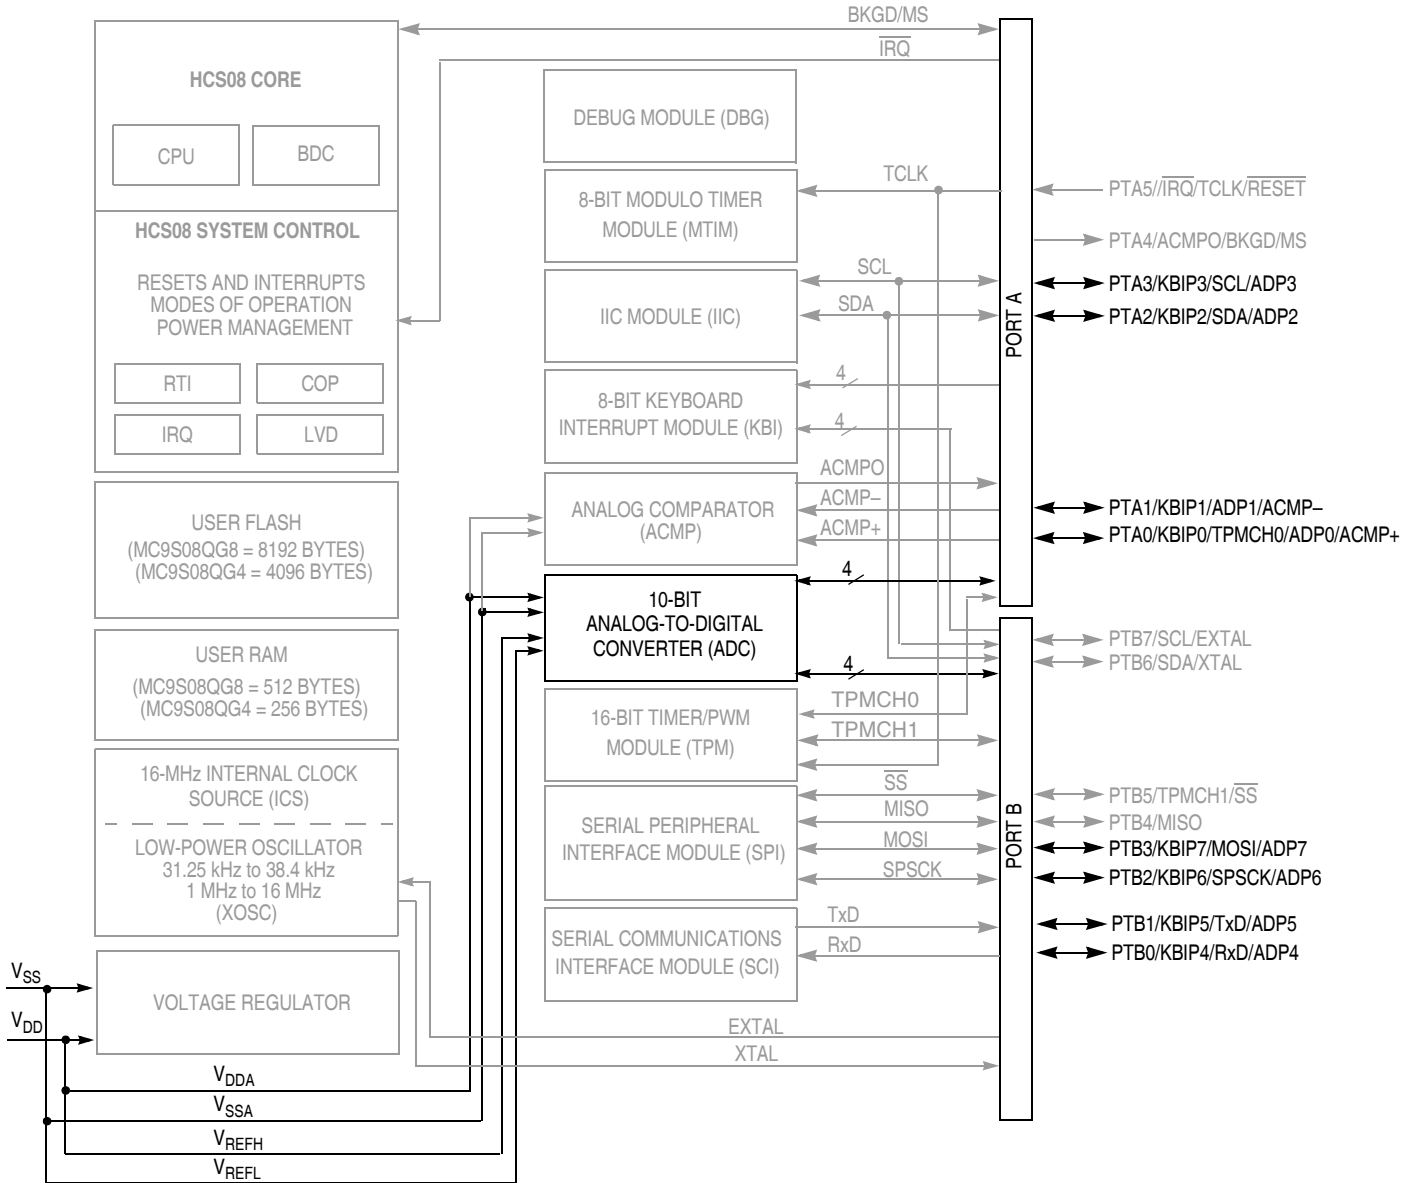 BKGD/MS
IRQ
HCS08 CORE
CPU
BDC
HCS08 SYSTEM CONTROL
RESETS AND INTERRUPTS
MODES OF OPERATION
POWER MANAGEMENT
RTI
COP
IRQ
LVD
USER FLASH
(MC9S08QG8 = 8192 BYTES)
(MC9S08QG4 = 4096 BYTES)
USER RAM
(MC9S08QG8 = 512 BYTES)
(MC9S08QG4 = 256 BYTES)
16-MHz INTERNAL CLOCK
SOURCE (ICS)
LOW-POWER OSCILLATOR
31.25 kHz to 38.4 kHz
1 MHz to 16 MHz
(XOSC)
VOLTAGE REGULATOR
VSS
VDD
VDDA
VSSA
VREFH
VREFL
DEBUG MODULE (DBG)
8-BIT MODULO TIMER
MODULE (MTIM)
IIC MODULE (IIC)
8-BIT KEYBOARD
INTERRUPT MODULE (KBI)
ANALOG COMPARATOR
(ACMP)
10-BIT
ANALOG-TO-DIGITAL
CONVERTER (ADC)
16-BIT TIMER/PWM
MODULE (TPM)
SERIAL PERIPHERAL
INTERFACE MODULE (SPI)
SERIAL COMMUNICATIONS
INTERFACE MODULE (SCI)
TCLK
SCL
SDA
4
4
ACMPO
ACMP–
ACMP+
4
4
TPMCH0
TPMCH1
SS
MISO
MOSI
SPSCK
TxD
RxD
EXTAL
XTAL
PORT A
PORT B
PTA5//IRQ/TCLK/RESET
PTA4/ACMPO/BKGD/MS
PTA3/KBIP3/SCL/ADP3
PTA2/KBIP2/SDA/ADP2
PTA1/KBIP1/ADP1/ACMP–
PTA0/KBIP0/TPMCH0/ADP0/ACMP+
PTB7/SCL/EXTAL
PTB6/SDA/XTAL
PTB5/TPMCH1/SS
PTB4/MISO
PTB3/KBIP7/MOSI/ADP7
PTB2/KBIP6/SPSCK/ADP6
PTB1/KBIP5/TxD/ADP5
PTB0/KBIP4/RxD/ADP4